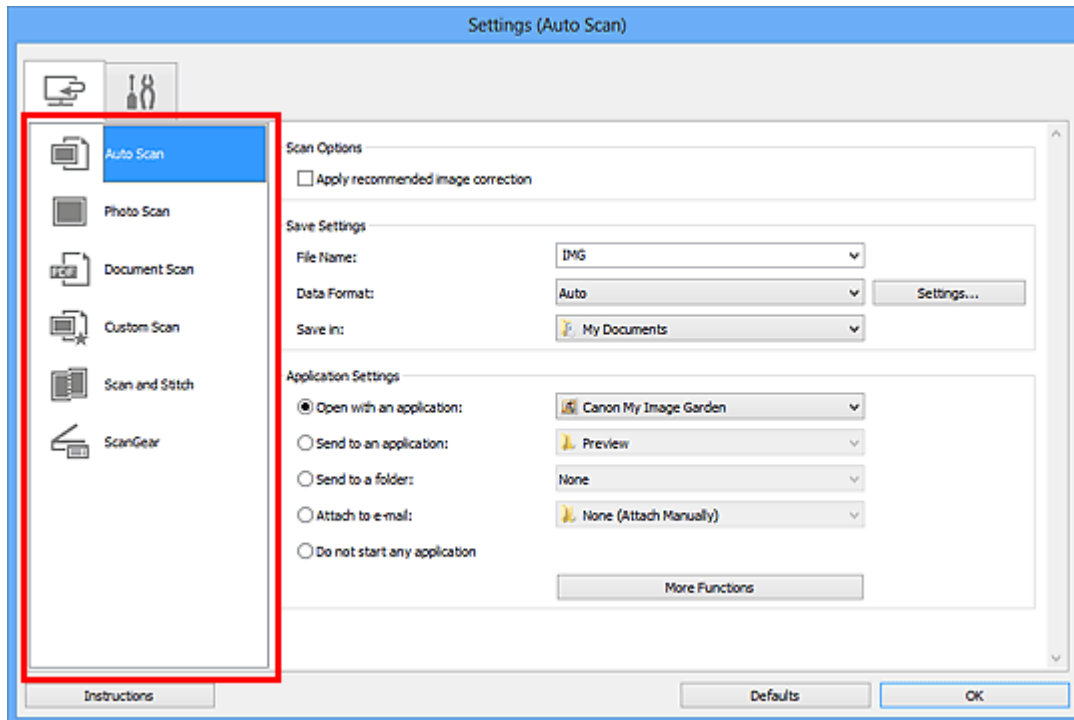 Settings (Auto Scan)
Auto Scan
Photo Scan
Document Scan
Custom Scan
Scan and Stitch
ScanGear
Scan Options
Apply recommended image correction
Save Settings
File Name: IMG
Data Format: Auto Settings...
Save in: My Documents
Application Settings
Open with an application: Canon My Image Garden
Send to an application: Preview
Send to a folder: None
Attach to e-mail: None (Attach Manually)
Do not start any application
More Functions
Instructions Defaults OK